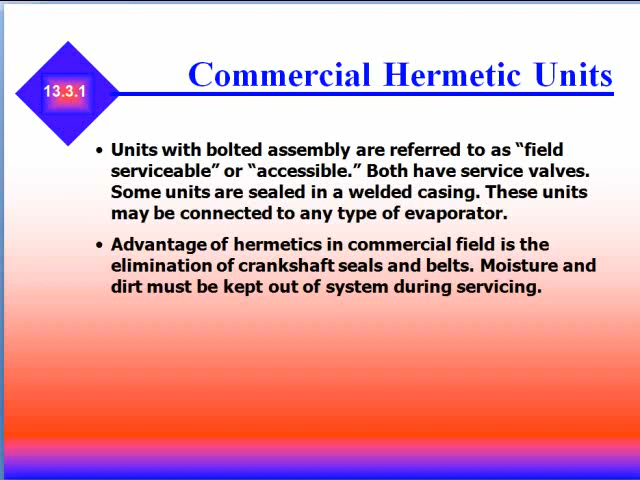 13.3.1
Commercial Hermetic Units
• Units with bolted assembly are referred to as “field
serviceable” or “accessible.” Both have service valves.
Some units are sealed in a welded casing. These units
may be connected to any type of evaporator.
• Advantage of hermetics in commercial field is the
elimination of crankshaft seals and belts. Moisture and
dirt must be kept out of system during servicing.